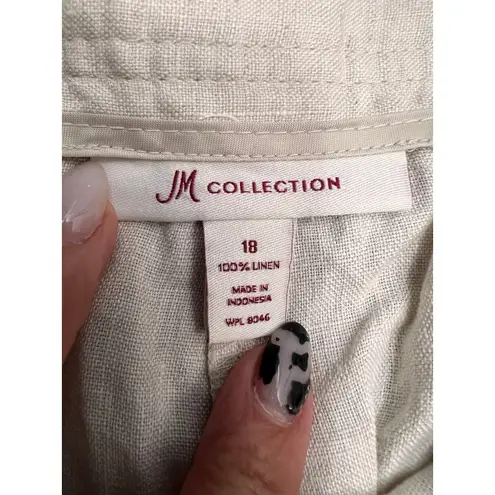 JM COLLECTION
18
100% LINEN
MADE IN
INDONESIA
WPL 8046